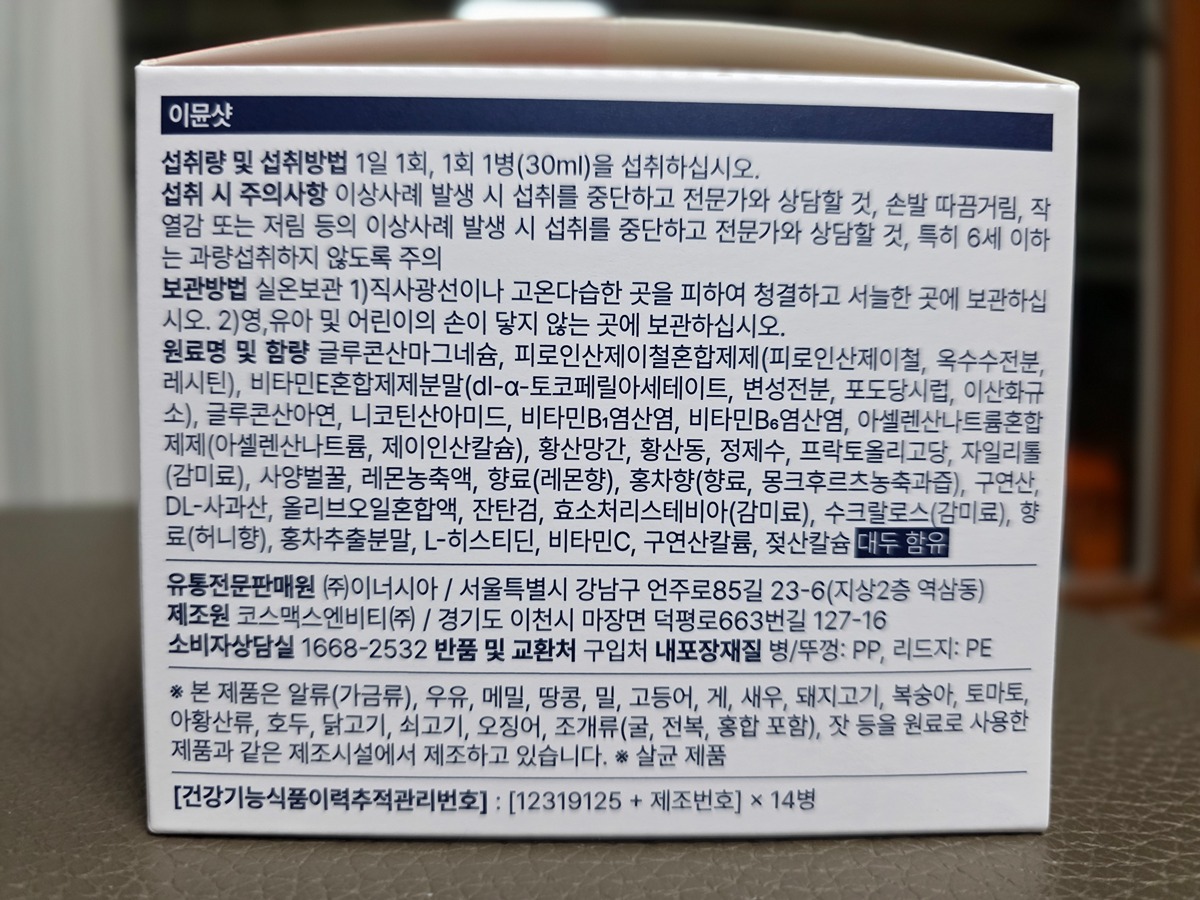 이뮨샷
섭취량 및 섭취방법 1일 1회, 1회 1병(30ml)을 섭취하십시오.
섭취 시 주의사항 이상사례 발생 시 섭취를 중단하고 전문가와 상담할 것, 손발 따끔거림, 작
열감 또는 저림 등의 이상사례 발생 시 섭취를 중단하고 전문가와 상담할 것, 특히 6세 이하
는 과량섭취하지 않도록 주의
보관방법 실온보관 1)직사광선이나 고온다습한 곳을 피하여 청결하고 서늘한 곳에 보관하십
시오. 2)영,유아 및 어린이의 손이 닿지 않는 곳에 보관하십시오.
원료명 및 함량 글루콘산마그네슘, 피로인산제이철혼합제제(피로인산제이철, 옥수수전분,
레시틴), 비타민E혼합제제분말(dl-α-토코페릴아세테이트, 변성전분, 포도당시럽, 이산화규
소), 글루콘산아연, 니코틴산아미드, 비타민B₁염산염, 비타민B₆염산염, 아셀렌산나트륨혼합
제제(아셀렌산나트륨, 제이인산칼슘), 황산망간, 황산동, 정제수, 프락토올리고당, 자일리톨
(감미료), 사양벌꿀, 레몬농축액, 향료(레몬향), 홍차향(향료, 몽크후르츠농축과즙), 구연산,
DL-사과산, 올리브오일혼합액, 잔탄검, 효소처리스테비아(감미료), 수크랄로스(감미료), 향
료(허니향), 홍차추출분말, L-히스티딘, 비타민C, 구연산칼륨, 젖산칼슘 대두 함유
유통전문판매원 ㈜이너시아 / 서울특별시 강남구 언주로85길 23-6(지상2층 역삼동)
제조원 코스맥스엔비티㈜ / 경기도 이천시 마장면 덕평로663번길 127-16
소비자상담실 1668-2532 반품 및 교환처 구입처 내포장재질 병/뚜껑: PP, 리드지: PE
※ 본 제품은 알류(가금류), 우유, 메밀, 땅콩, 밀, 고등어, 게, 새우, 돼지고기, 복숭아, 토마토,
아황산류, 호두, 닭고기, 쇠고기, 오징어, 조개류(굴, 전복, 홍합 포함), 잣 등을 원료로 사용한
제품과 같은 제조시설에서 제조하고 있습니다. ※ 살균 제품
[건강기능식품이력추적관리번호] : [12319125 + 제조번호] × 14병